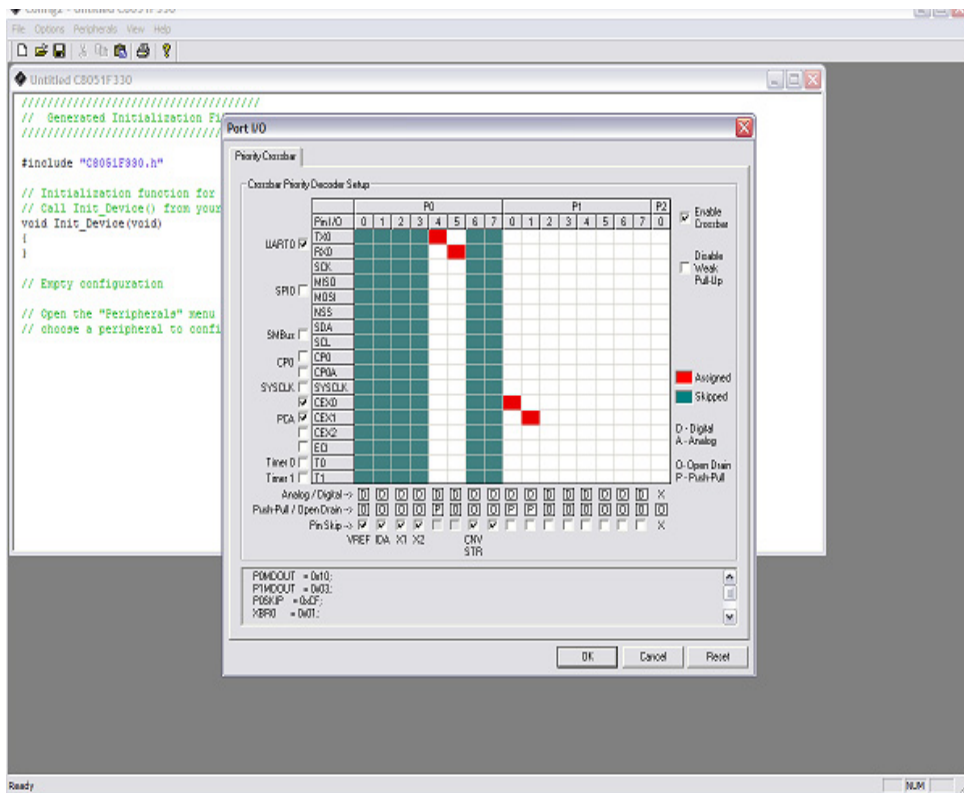 Config2 - Untitled C8051F330
File Options Peripherals View Help
Untitled C8051F330
//////////////////////////////////////
// Generated Initialization Fi
#include "C8051F330.h"
// Initialization function for
// Call Init_Device() from your
void Init_Device(void)
{
}
// Empty configuration
// Open the "Peripherals" menu
// choose a peripheral to confi
Port I/O
Priority Crossbar
Crossbar Priority Decoder Setup
P0 P1 P2
Pin I/O 0 1 2 3 4 5 6 7 0 1 2 3 4 5 6 7 0
UART0 TX0
RX0
SCK
SPI0 MISO
MOSI
NSS
SMBus SDA
SCL
CP0 CP0
CP0A
SYSCLK SYSCLK
CEX0
PCA CEX1
CEX2
ECI
Timer 0 T0
Timer 1 T1
Enable Crossbar
Disable Weak Pull-Up
Assigned
Skipped
D - Digital
A - Analog
O- Open Drain
P - Push-Pull
Analog / Digital -> D D D D D D D D D D D D D D D D X
Push-Pull / Open Drain -> O O O O P O O O P P O O O O O O O
Pin Skip -> X
VREF IDA X1 X2 CNV
STR
P0MDOUT = 0x10;
P1MDOUT = 0x03;
P0SKIP = 0xCF;
XBR0 = 0x01;
OK Cancel Reset
Ready NUM